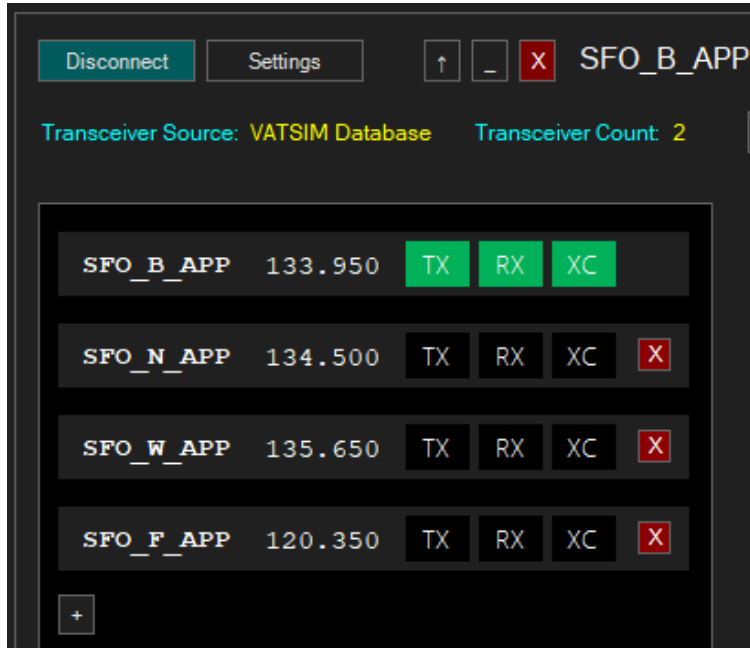 Disconnect Settings ↑ _ X SFO_B_APP
Transceiver Source: VATSIM Database Transceiver Count: 2
SFO_B_APP 133.950 TX RX XC
SFO_N_APP 134.500 TX RX XC X
SFO_W_APP 135.650 TX RX XC X
SFO_F_APP 120.350 TX RX XC X
+